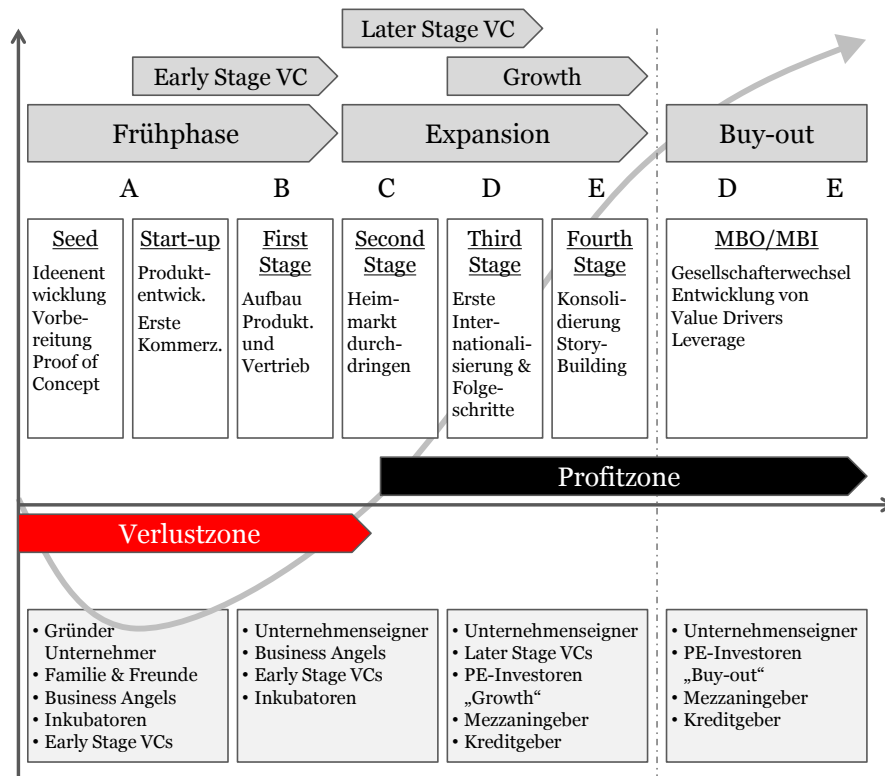 Later Stage VC
Early Stage VC
Growth
Frühphase
Expansion
Buy-out
A
B
C
D
E
D
E
Seed
Ideenent
wicklung
Vorbe-
reitung
Proof of
Concept
Start-up
Produkt-
entwick.
Erste
Kommerz.
First
Stage
Aufbau
Produkt.
und
Vertrieb
Second
Stage
Heim-
markt
durch-
dringen
Third
Stage
Erste
Inter-
nationali-
sierung &
Folge-
schritte
Fourth
Stage
Konsoli-
dierung
Story-
Building
MBO/MBI
Gesellschafterwechsel
Entwicklung von
Value Drivers
Leverage
Profitzone
Verlustzone
• Gründer
Unternehmer
• Familie & Freunde
• Business Angels
• Inkubatoren
• Early Stage VCs
• Unternehmenseigner
• Business Angels
• Early Stage VCs
• Inkubatoren
• Unternehmenseigner
• Later Stage VCs
• PE-Investoren
„Growth“
• Mezzaningeber
• Kreditgeber
• Unternehmenseigner
• PE-Investoren
„Buy-out“
• Mezzaningeber
• Kreditgeber